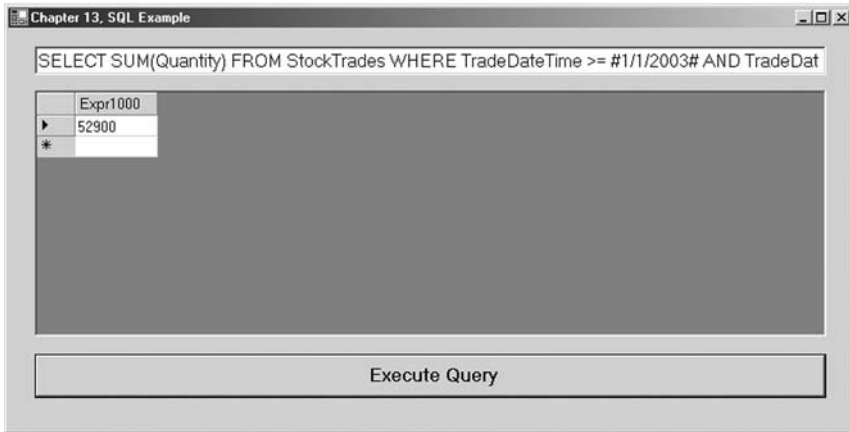 Chapter 13, SQL Example
SELECT SUM(Quantity) FROM StockTrades WHERE TradeDateTime >= #1/1/2003# AND TradeDat
Expr1000
52900
Execute Query